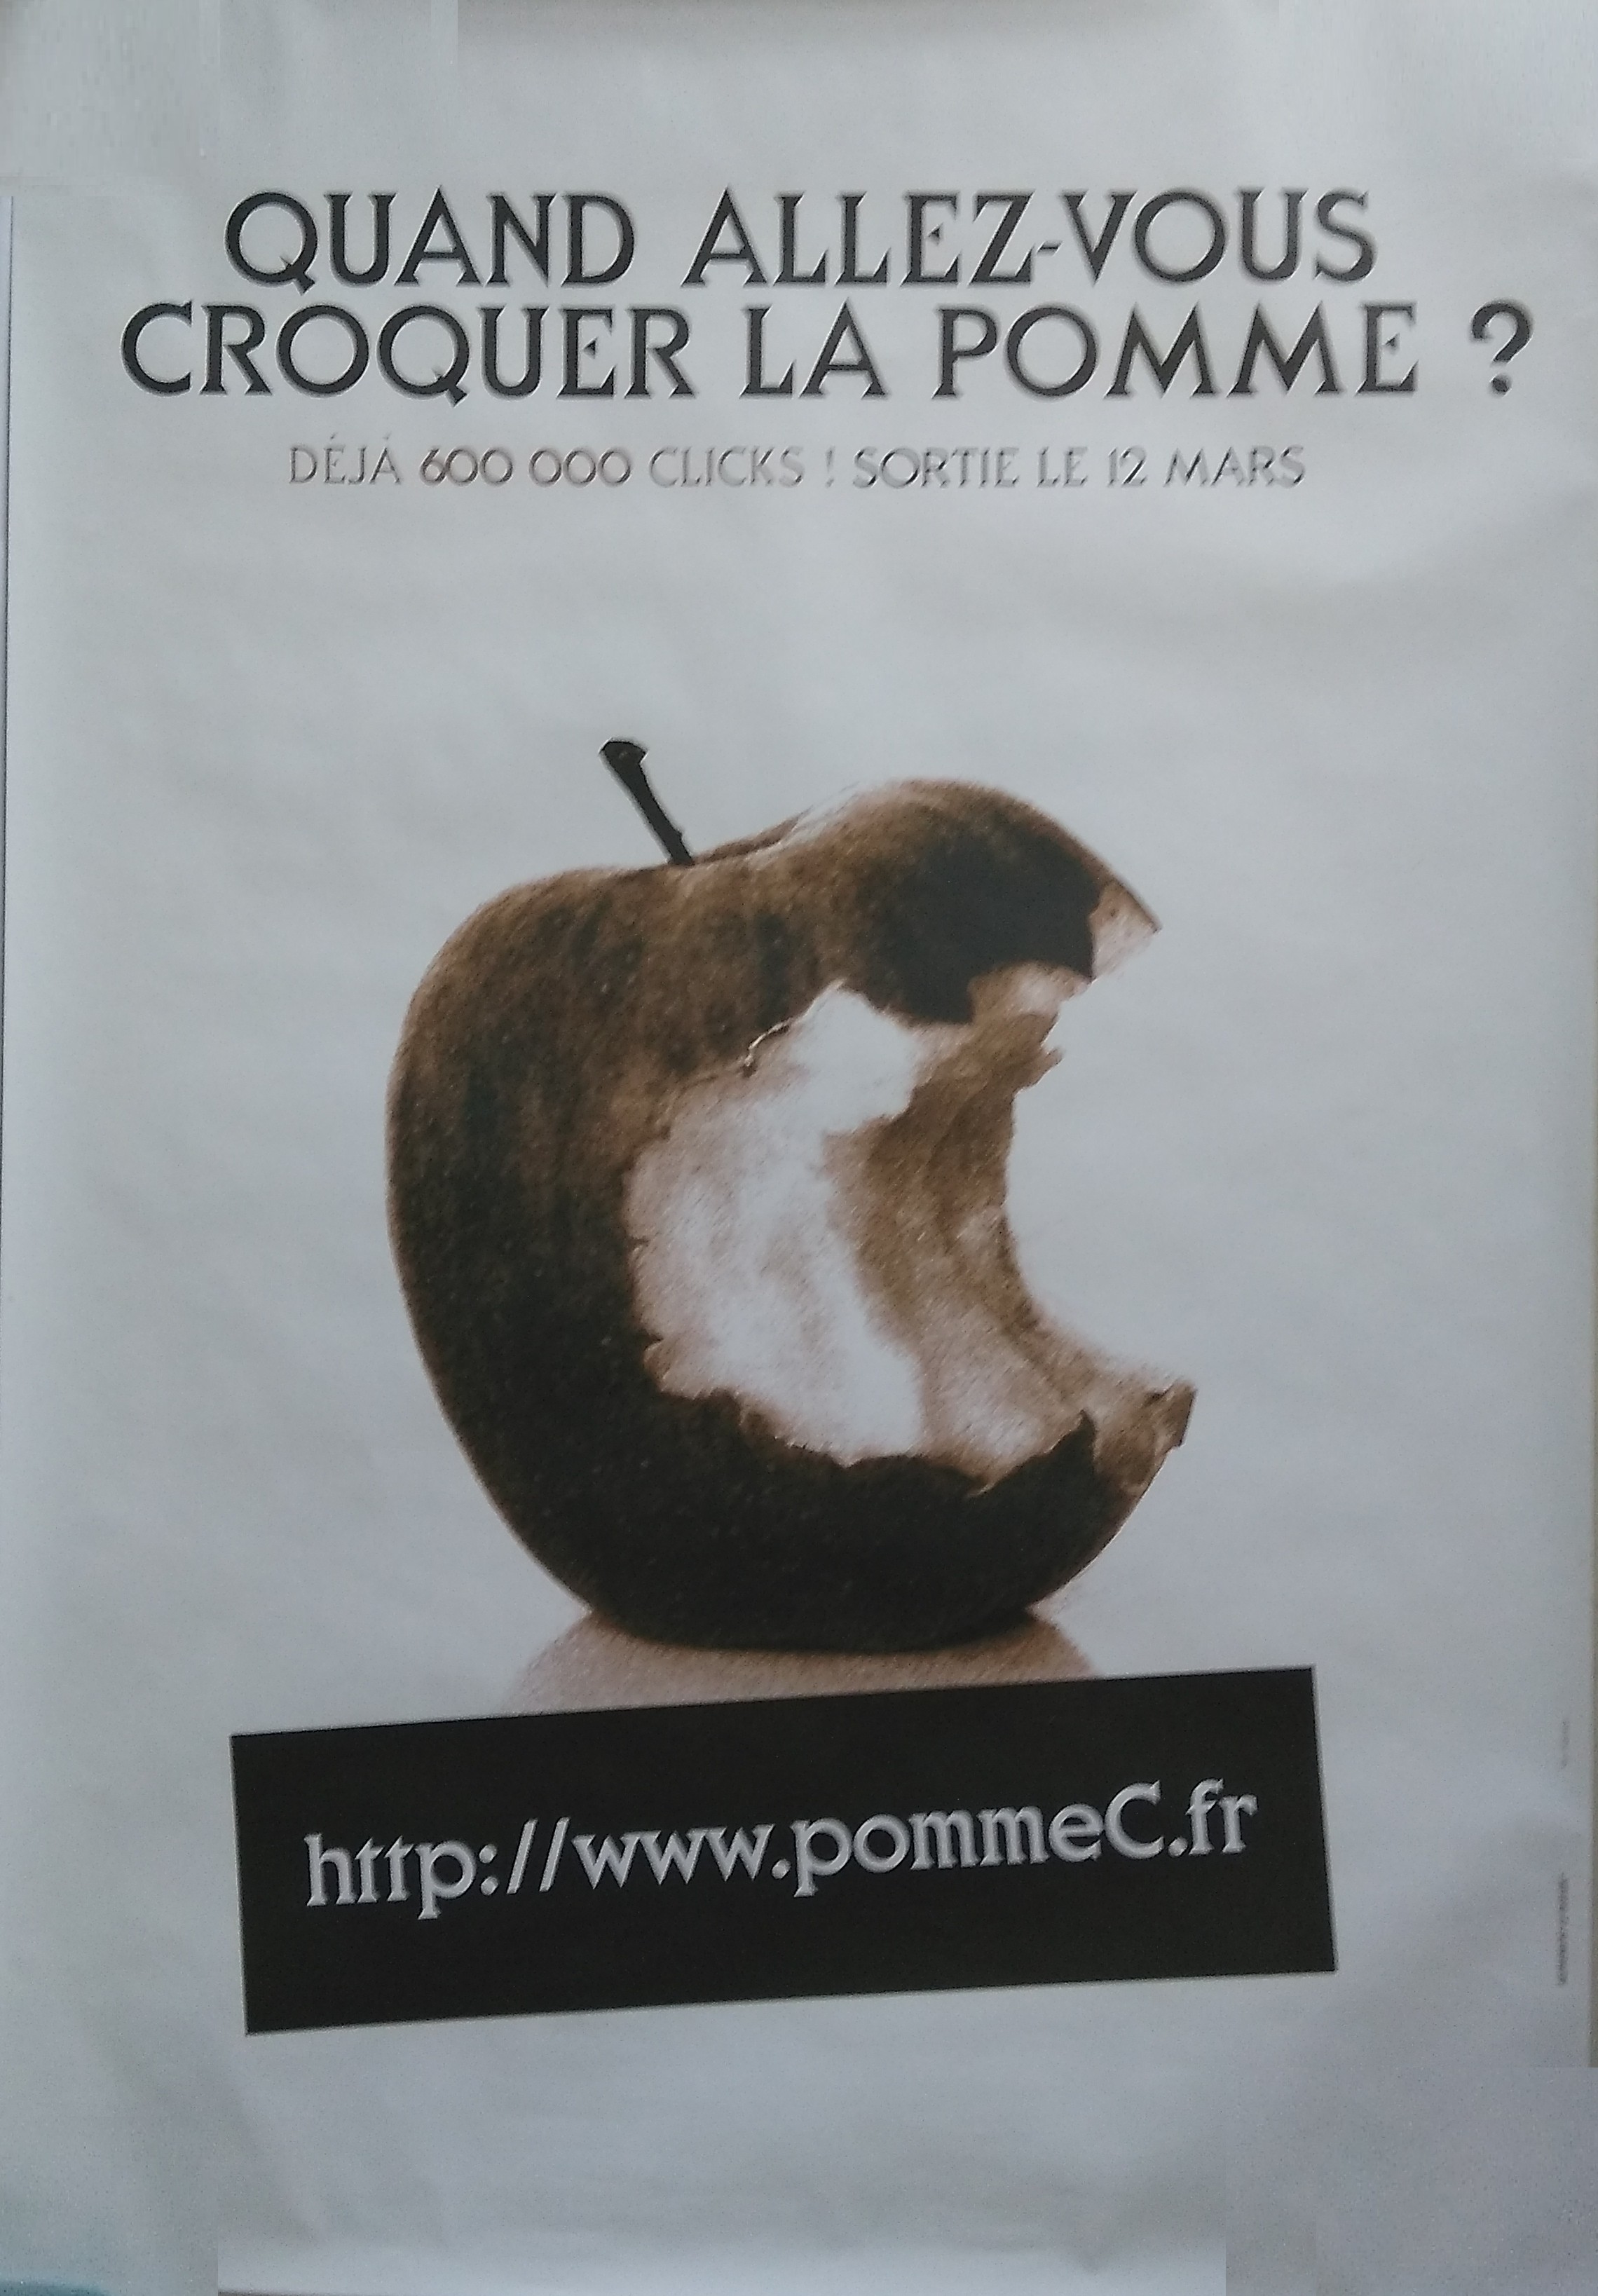 QUAND ALLEZ-VOUS
CROQUER LA POMME ?
DÉJÀ 600 000 CLICKS ! SORTIE LE 12 MARS
http://www.pommeC.fr